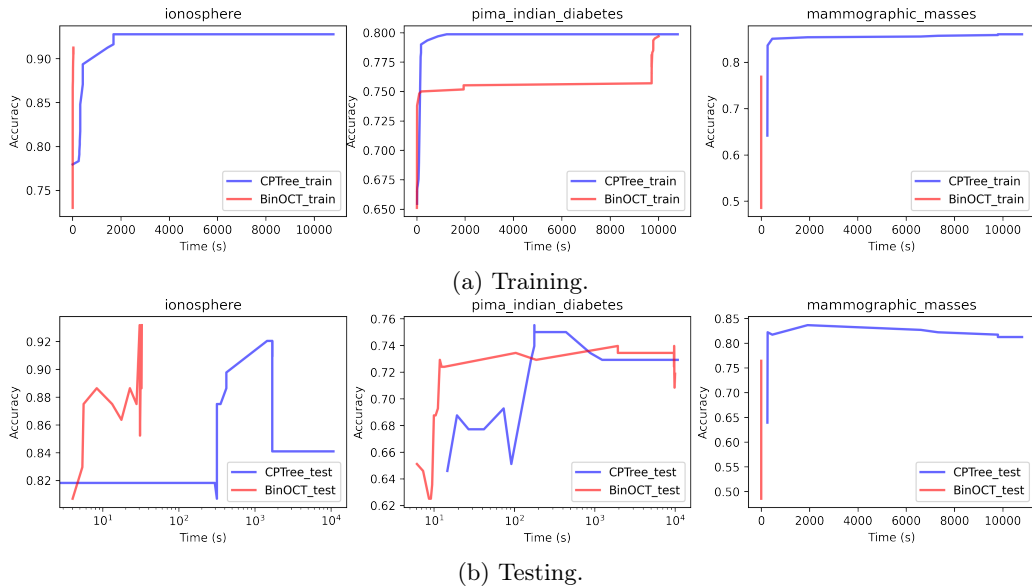 ionosphere
pima_indian_diabetes
mammographic_masses
Accuracy
0.90
0.85
0.80
0.75
0 2000 4000 6000 8000 10000
Time (s)
CPTree_train
BinOCT_train
Accuracy
0.800
0.775
0.750
0.725
0.700
0.675
0.650
0 2000 4000 6000 8000 10000
Time (s)
CPTree_train
BinOCT_train
Accuracy
0.8
0.7
0.6
0.5
0 2000 4000 6000 8000 10000
Time (s)
CPTree_train
BinOCT_train
(a) Training.
ionosphere
pima_indian_diabetes
mammographic_masses
Accuracy
0.92
0.90
0.88
0.86
0.84
0.82
10¹ 10² 10³ 10⁴
Time (s)
CPTree_test
BinOCT_test
Accuracy
0.76
0.74
0.72
0.70
0.68
0.66
0.64
0.62
10¹ 10² 10³ 10⁴
Time (s)
CPTree_test
BinOCT_test
Accuracy
0.85
0.80
0.75
0.70
0.65
0.60
0.55
0.50
0 2000 4000 6000 8000 10000
Time (s)
CPTree_test
BinOCT_test
(b) Testing.